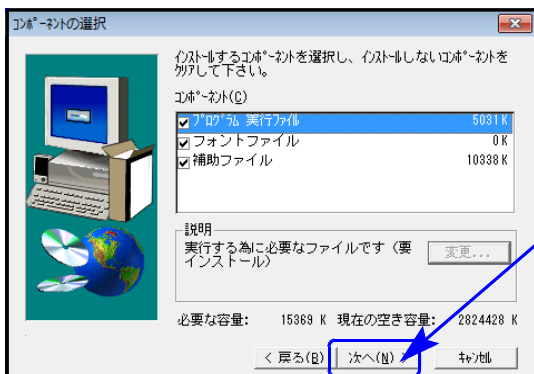 ｺﾝﾎﾟｰﾈﾝﾄの選択
ｲﾝｽﾄｰﾙするｺﾝﾎﾟｰﾈﾝﾄを選択し、ｲﾝｽﾄｰﾙしないｺﾝﾎﾟｰﾈﾝﾄを
ｸﾘｱして下さい。
ｺﾝﾎﾟｰﾈﾝﾄ(C)
ﾌﾟﾛｸﾞﾗﾑ 実行ﾌｧｲﾙ 5031 K
フォントファイル 0 K
補助ファイル 10338 K
説明
実行する為に必要なファイルです（要
インストール）
変更...
必要な容量: 15369 K 現在の空き容量: 2824428 K
< 戻る(B) 次へ(N) ｷｬﾝｾﾙ